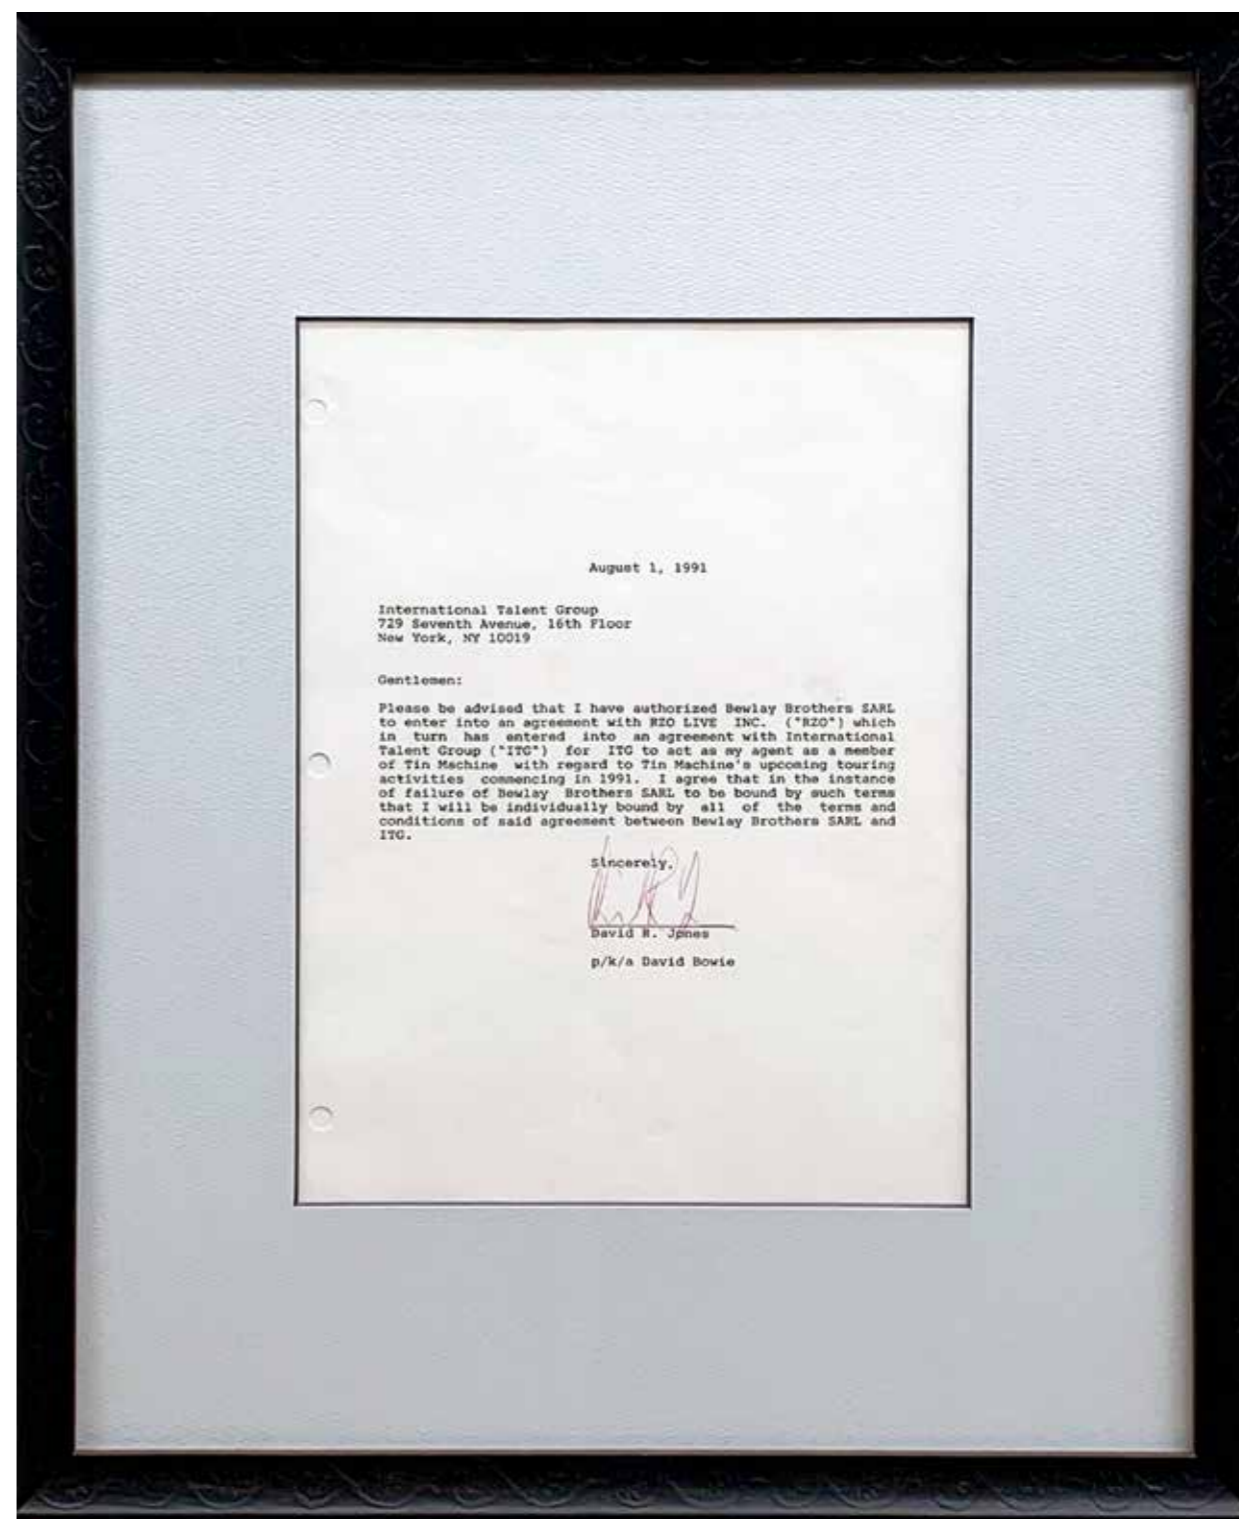 August 1, 1991
International Talent Group
729 Seventh Avenue, 16th Floor
New York, NY 10019
Gentlemen:
Please be advised that I have authorized Bewlay Brothers SARL
to enter into an agreement with RZO LIVE INC. ("RZO") which
in turn has entered into an agreement with International
Talent Group ("ITG") for ITG to act as my agent as a member
of Tin Machine with regard to Tin Machine's upcoming touring
activities commencing in 1991. I agree that in the instance
of failure of Bewlay Brothers SARL to be bound by such terms
that I will be individually bound by all of the terms and
conditions of said agreement between Bewlay Brothers SARL and
ITG.
Sincerely,
David R. Jones
p/k/a David Bowie